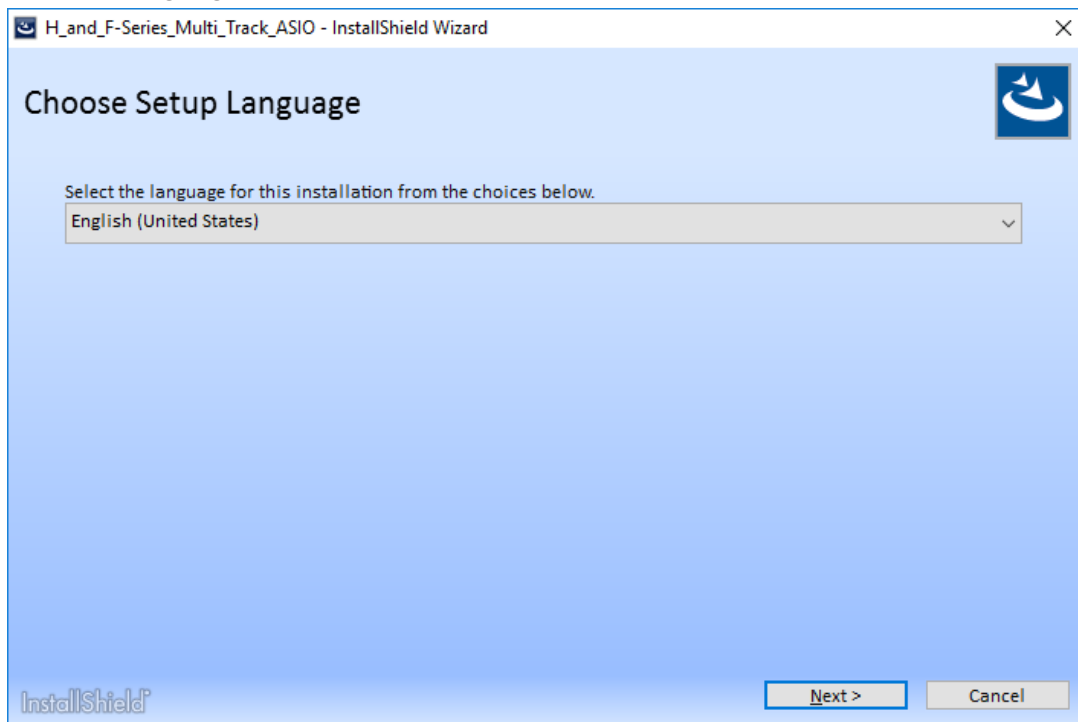 H_and_F-Series_Multi_Track_ASIO - InstallShield Wizard
Choose Setup Language
Select the language for this installation from the choices below.
English (United States)
InstallShield
Next >
Cancel